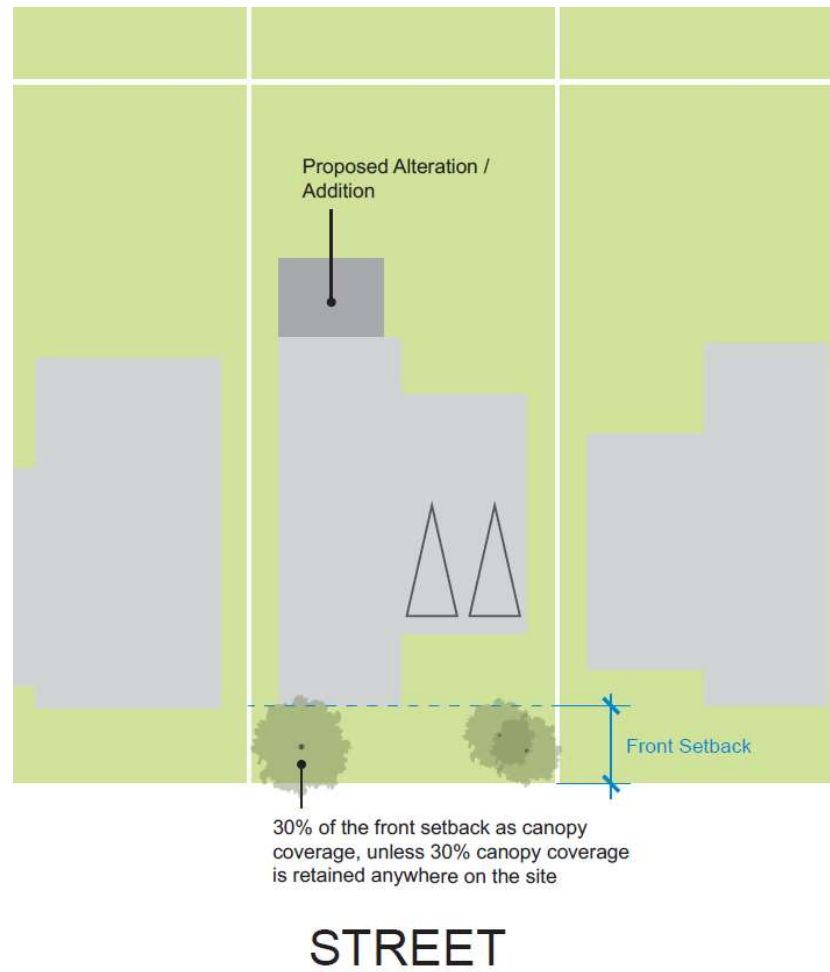 Proposed Alteration /
Addition
Front Setback
30% of the front setback as canopy
coverage, unless 30% canopy coverage
is retained anywhere on the site
STREET